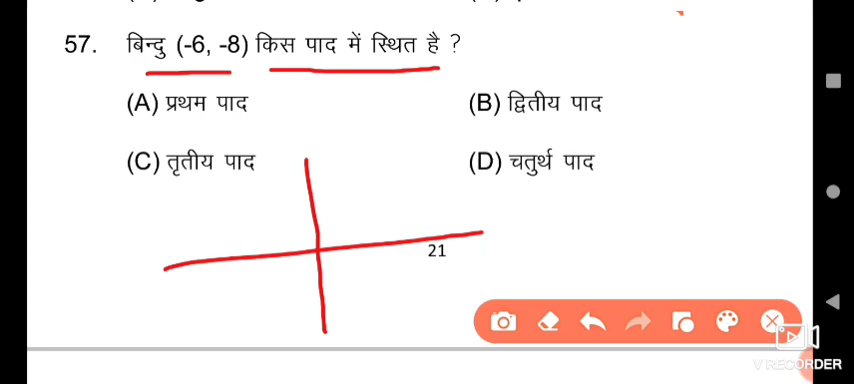 57. बिन्दु (-6, -8) किस पाद में स्थित है ?
(A) प्रथम पाद (B) द्वितीय पाद
(C) तृतीय पाद (D) चतुर्थ पाद
21
V RECORDER